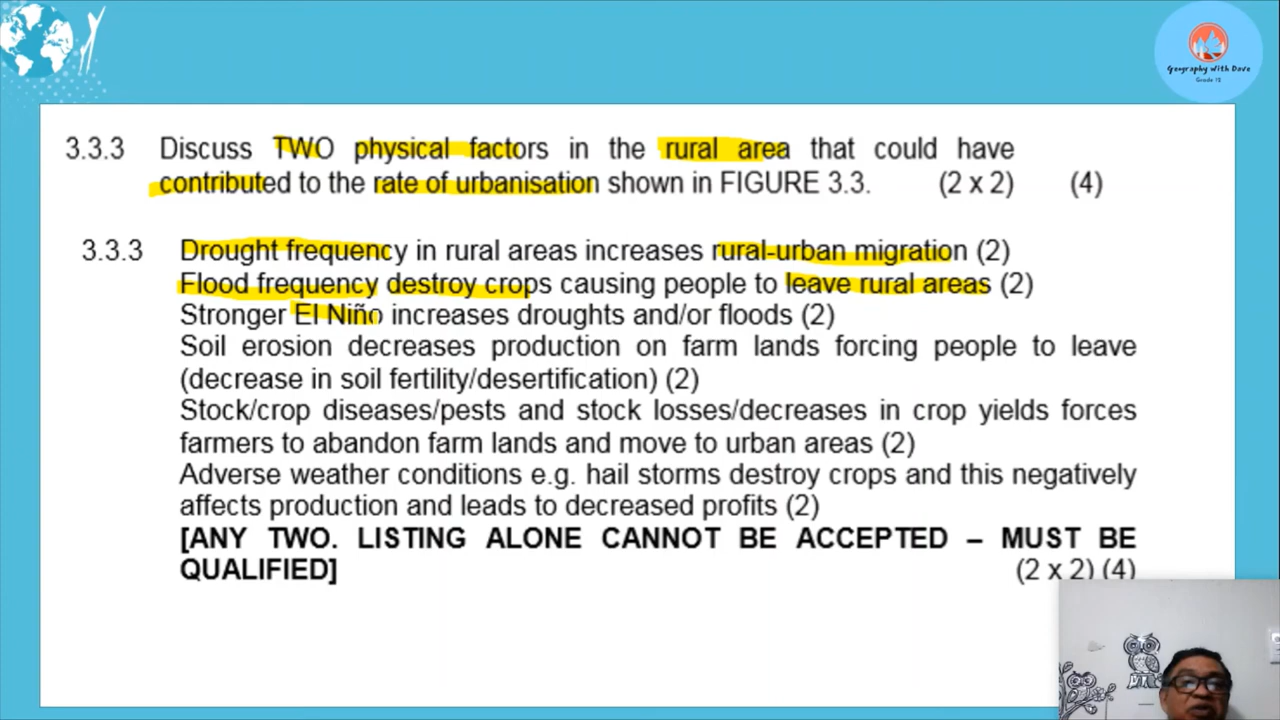 Geography With Dave
Grade 12
3.3.3 Discuss TWO physical factors in the rural area that could have
contributed to the rate of urbanisation shown in FIGURE 3.3. (2 x 2) (4)
3.3.3 Drought frequency in rural areas increases rural-urban migration (2)
Flood frequency destroy crops causing people to leave rural areas (2)
Stronger El Niño increases droughts and/or floods (2)
Soil erosion decreases production on farm lands forcing people to leave
(decrease in soil fertility/desertification) (2)
Stock/crop diseases/pests and stock losses/decreases in crop yields forces
farmers to abandon farm lands and move to urban areas (2)
Adverse weather conditions e.g. hail storms destroy crops and this negatively
affects production and leads to decreased profits (2)
[ANY TWO. LISTING ALONE CANNOT BE ACCEPTED – MUST BE
QUALIFIED] (2 x 2) (4)